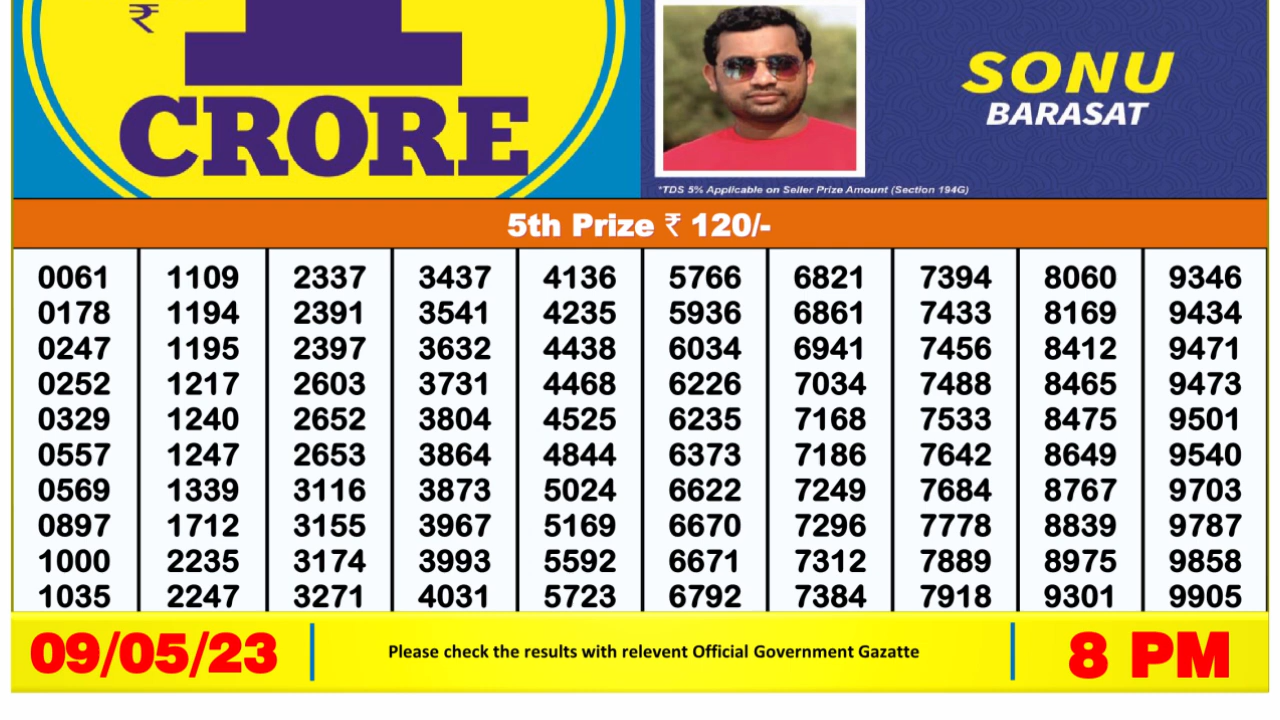 ₹ 1
CRORE
SONU
BARASAT
*TDS 5% Applicable on Seller Prize Amount (Section 194G)
5th Prize ₹ 120/-
0061 1109 2337 3437 4136 5766 6821 7394 8060 9346
0178 1194 2391 3541 4235 5936 6861 7433 8169 9434
0247 1195 2397 3632 4438 6034 6941 7456 8412 9471
0252 1217 2603 3731 4468 6226 7034 7488 8465 9473
0329 1240 2652 3804 4525 6235 7168 7533 8475 9501
0557 1247 2653 3864 4844 6373 7186 7642 8649 9540
0569 1339 3116 3873 5024 6622 7249 7684 8767 9703
0897 1712 3155 3967 5169 6670 7296 7778 8839 9787
1000 2235 3174 3993 5592 6671 7312 7889 8975 9858
1035 2247 3271 4031 5723 6792 7384 7918 9301 9905
09/05/23
Please check the results with relevent Official Government Gazatte
8 PM